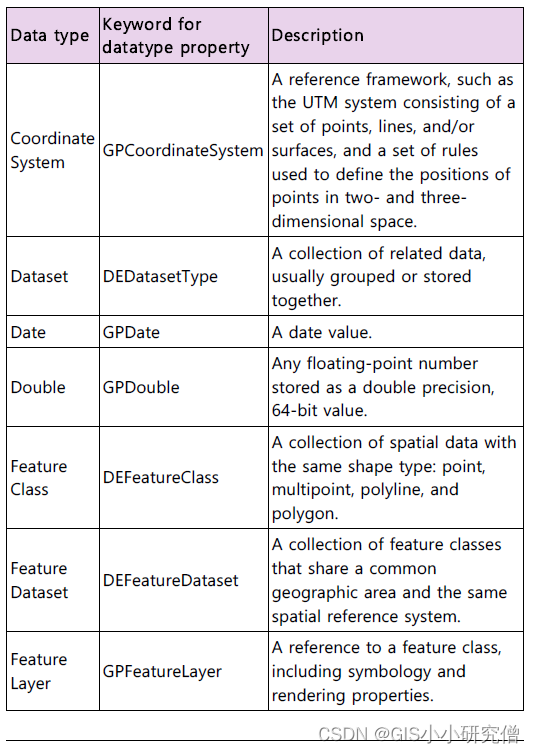 Data type
Keyword for
datatype property
Description
Coordinate
System
GPCoordinateSystem
A reference framework, such as
the UTM system consisting of a
set of points, lines, and/or
surfaces, and a set of rules
used to define the positions of
points in two- and three-
dimensional space.
Dataset
DEDatasetType
A collection of related data,
usually grouped or stored
together.
Date
GPDate
A date value.
Double
GPDouble
Any floating-point number
stored as a double precision,
64-bit value.
Feature
Class
DEFeatureClass
A collection of spatial data with
the same shape type: point,
multipoint, polyline, and
polygon.
Feature
Dataset
DEFeatureDataset
A collection of feature classes
that share a common
geographic area and the same
spatial reference system.
Feature
Layer
GPFeatureLayer
A reference to a feature class,
including symbology and
rendering properties.
CSDN @GIS小小研究僧